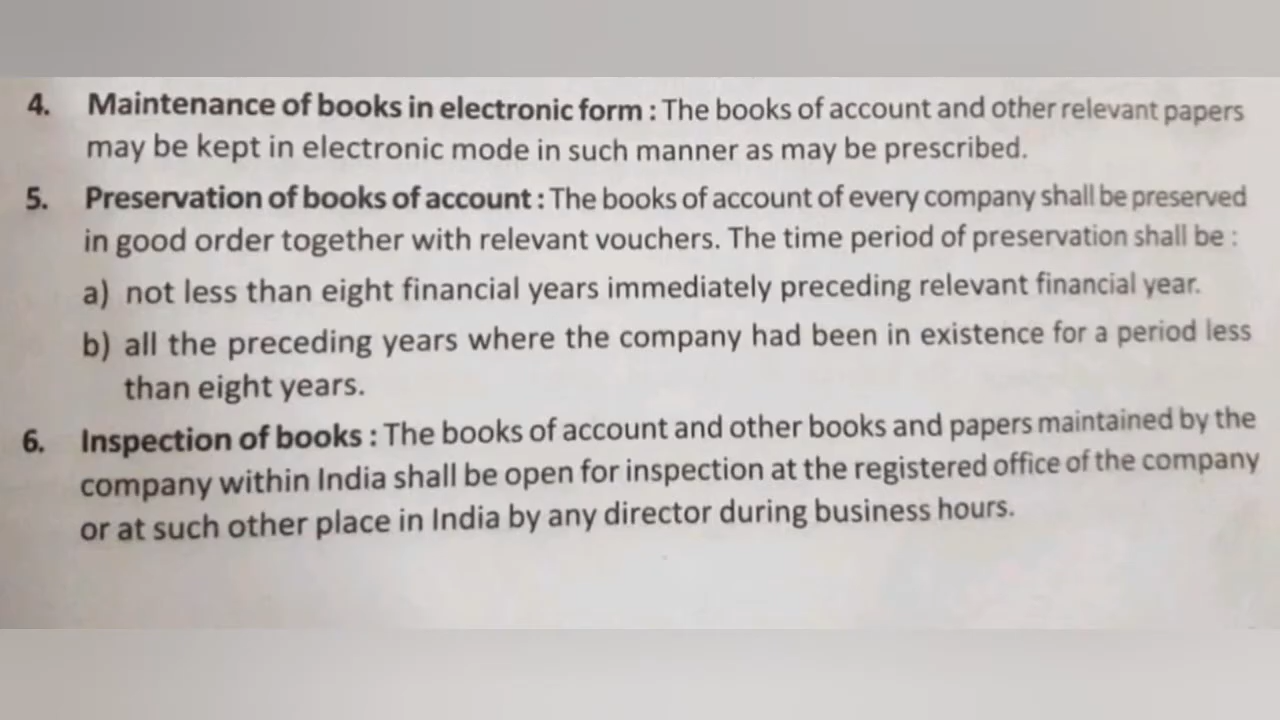 4. Maintenance of books in electronic form : The books of account and other relevant papers
may be kept in electronic mode in such manner as may be prescribed.
5. Preservation of books of account : The books of account of every company shall be preserved
in good order together with relevant vouchers. The time period of preservation shall be :
a) not less than eight financial years immediately preceding relevant financial year.
b) all the preceding years where the company had been in existence for a period less
than eight years.
6. Inspection of books : The books of account and other books and papers maintained by the
company within India shall be open for inspection at the registered office of the company
or at such other place in India by any director during business hours.